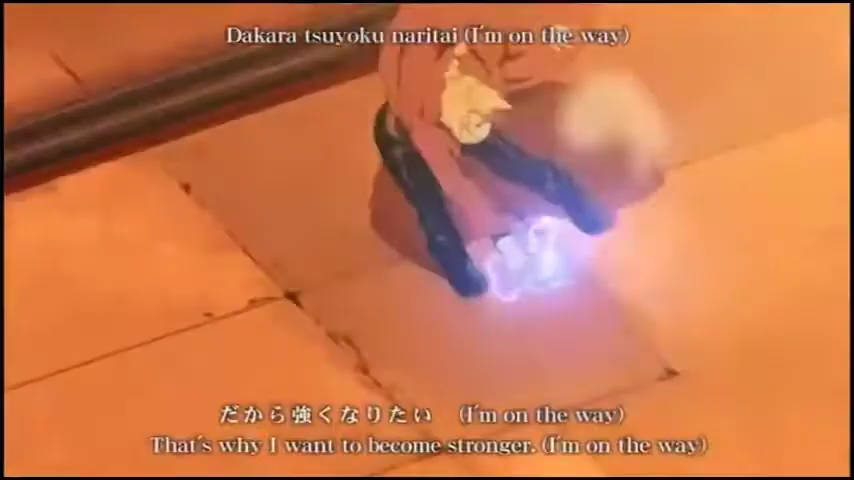 Dakara tsuyoku naritai (I'm on the way)
だから強くなりたい (I'm on the way)
That's why I want to become stronger. (I'm on the way)